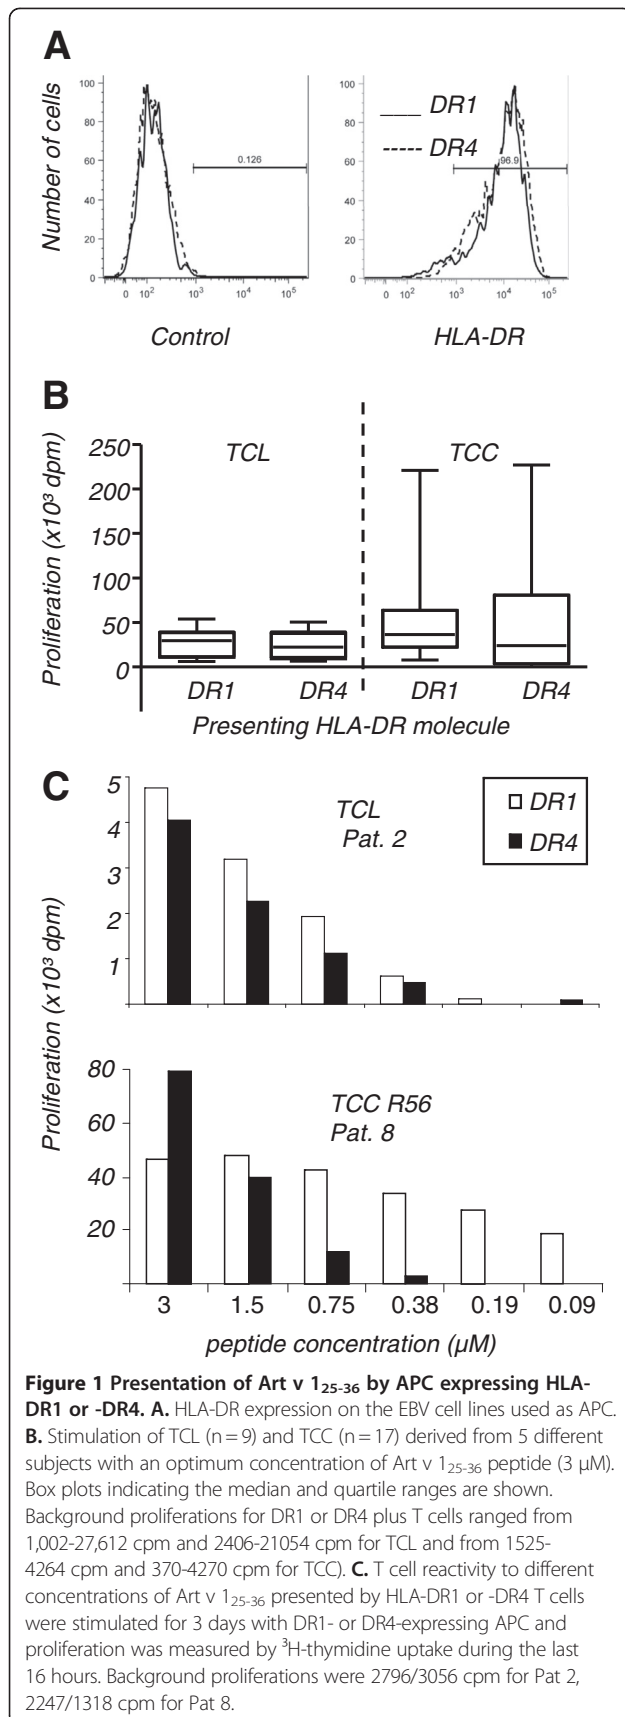 A
Number of cells
100
80
60
40
20
0
0.126
0 10² 10³ 10⁴ 10⁵
Control
100
80
60
40
20
0
DR1
DR4
96.9
0 10² 10³ 10⁴ 10⁵
HLA-DR
B
Proliferation (x10³ dpm)
250
200
150
100
50
0
TCL
TCC
DR1 DR4 DR1 DR4
Presenting HLA-DR molecule
C
Proliferation (x10³ dpm)
5
4
3
2
1
TCL
Pat. 2
DR1
DR4
80
60
40
20
TCC R56
Pat. 8
3 1.5 0.75 0.38 0.19 0.09
peptide concentration (µM)
Figure 1 Presentation of Art v 1₂₅₋₃₆ by APC expressing HLA-
DR1 or -DR4. A. HLA-DR expression on the EBV cell lines used as APC.
B. Stimulation of TCL (n = 9) and TCC (n = 17) derived from 5 different
subjects with an optimum concentration of Art v 1₂₅₋₃₆ peptide (3 µM).
Box plots indicating the median and quartile ranges are shown.
Background proliferations for DR1 or DR4 plus T cells ranged from
1,002-27,612 cpm and 2406-21054 cpm for TCL and from 1525-
4264 cpm and 370-4270 cpm for TCC). C. T cell reactivity to different
concentrations of Art v 1₂₅₋₃₆ presented by HLA-DR1 or -DR4 T cells
were stimulated for 3 days with DR1- or DR4-expressing APC and
proliferation was measured by ³H-thymidine uptake during the last
16 hours. Background proliferations were 2796/3056 cpm for Pat 2,
2247/1318 cpm for Pat 8.